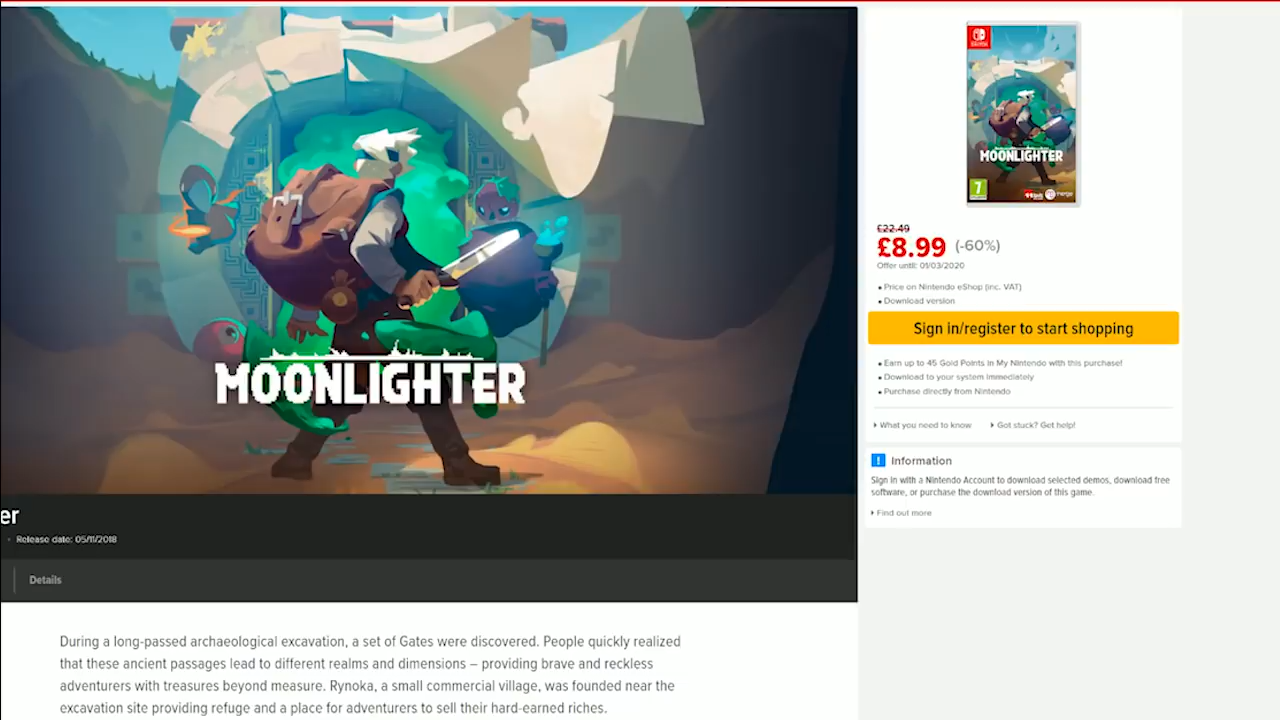 MOONLIGHTER
er
Release date: 05/11/2018
Details
During a long-passed archaeological excavation, a set of Gates were discovered. People quickly realized
that these ancient passages lead to different realms and dimensions – providing brave and reckless
adventurers with treasures beyond measure. Rynoka, a small commercial village, was founded near the
excavation site providing refuge and a place for adventurers to sell their hard-earned riches.
MOONLIGHTER
7
merge
£22.49
£8.99 (-60%)
Offer until: 01/03/2020
Price on Nintendo eShop (inc. VAT)
Download version
Sign in/register to start shopping
Earn up to 45 Gold Points in My Nintendo with this purchase!
Download to your system immediately
Purchase directly from Nintendo
What you need to know
Got stuck? Get help!
! Information
Sign in with a Nintendo Account to download selected demos, download free
software, or purchase the download version of this game.
Find out more